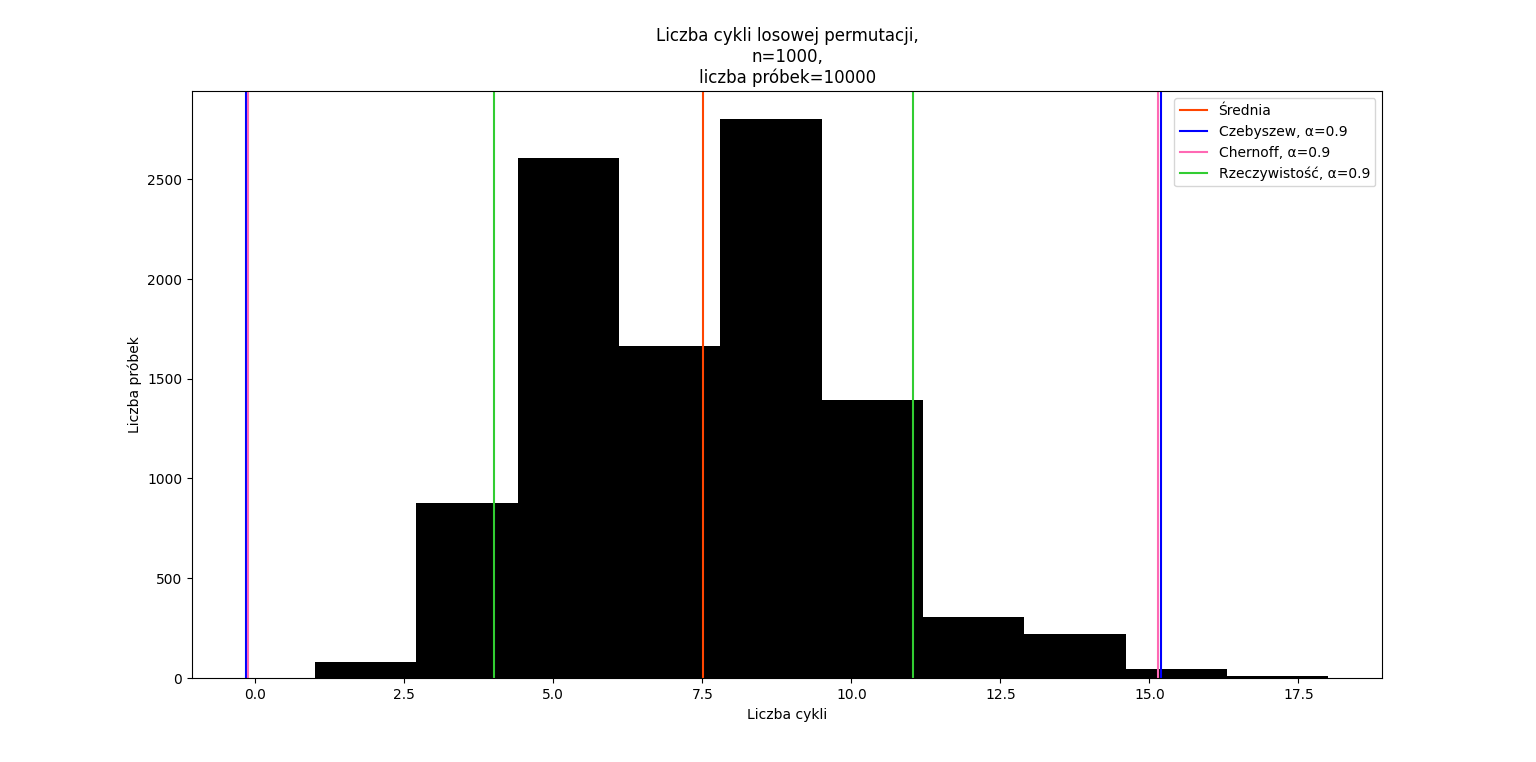 Liczba cykli losowej permutacji,
n=1000,
liczba próbek=10000
Średnia
Czebyszew, α=0.9
Chernoff, α=0.9
Rzeczywistość, α=0.9
Liczba próbek
2500
2000
1500
1000
500
0
0.0 2.5 5.0 7.5 10.0 12.5 15.0 17.5
Liczba cykli